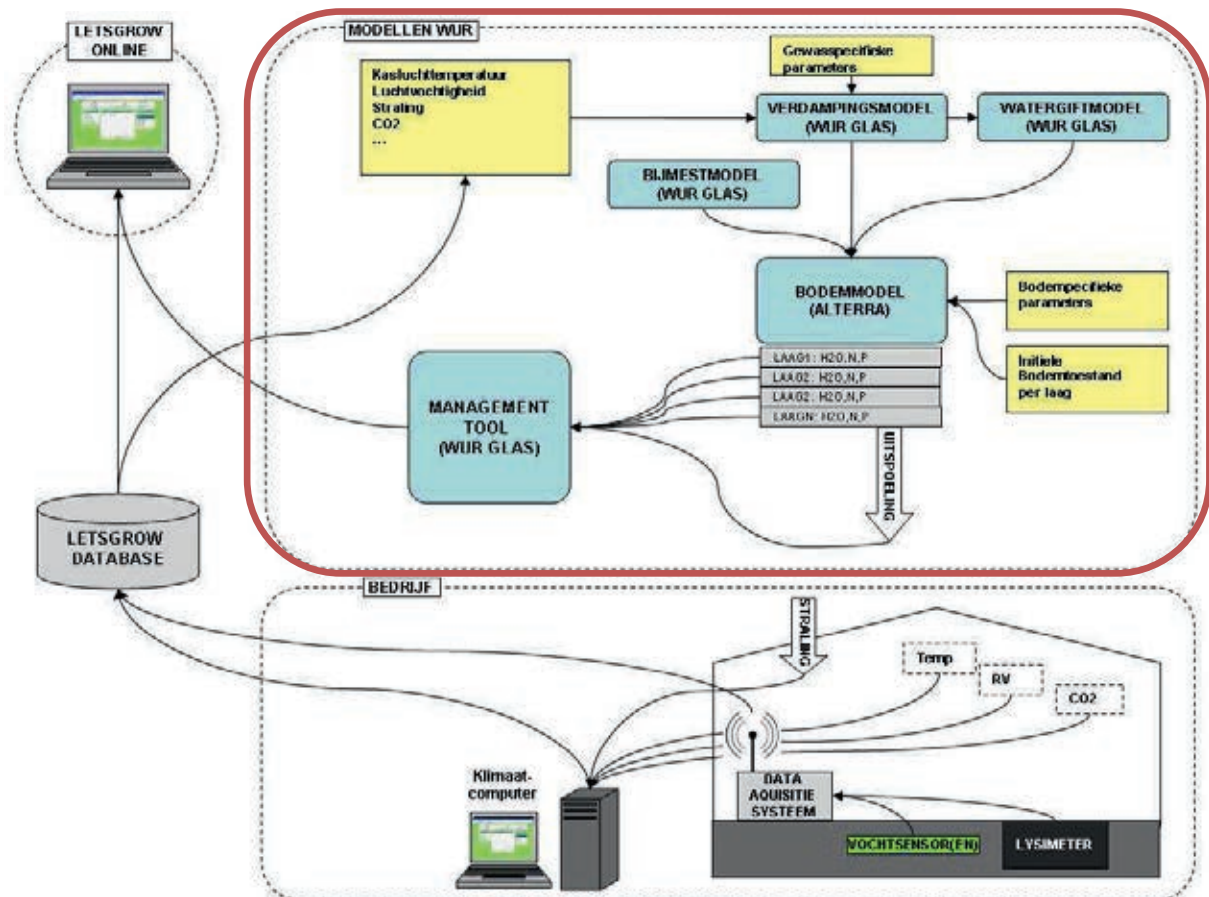 LETSGROW
ONLINE
MODELLEN WUR
Kasluchttemperatuur
Luchtvochtigheid
Straling
CO2
...
Gewasspecifieke
parameters
VERDAMPINGSMODEL
(WUR GLAS)
WATERGIFTMODEL
(WUR GLAS)
BIJMESTMODEL
(WUR GLAS)
BODEMMODEL
(ALTERRA)
Bodempecifieke
parameters
LAAG1: H2O,N,P
LAAG2: H2O,N,P
LAAG2: H2O,N,P
LAAGN: H2O,N,P
Initiele
Bodemtoestand
per laag
MANAGEMENT
TOOL
(WUR GLAS)
UITSPOELING
LETSGROW
DATABASE
BEDRIJF
STRALING
Temp
RV
CO2
Klimaat-
computer
DATA
AQUISITIE
SYSTEEM
VOCHTSENSOR(EN)
LYSIMETER